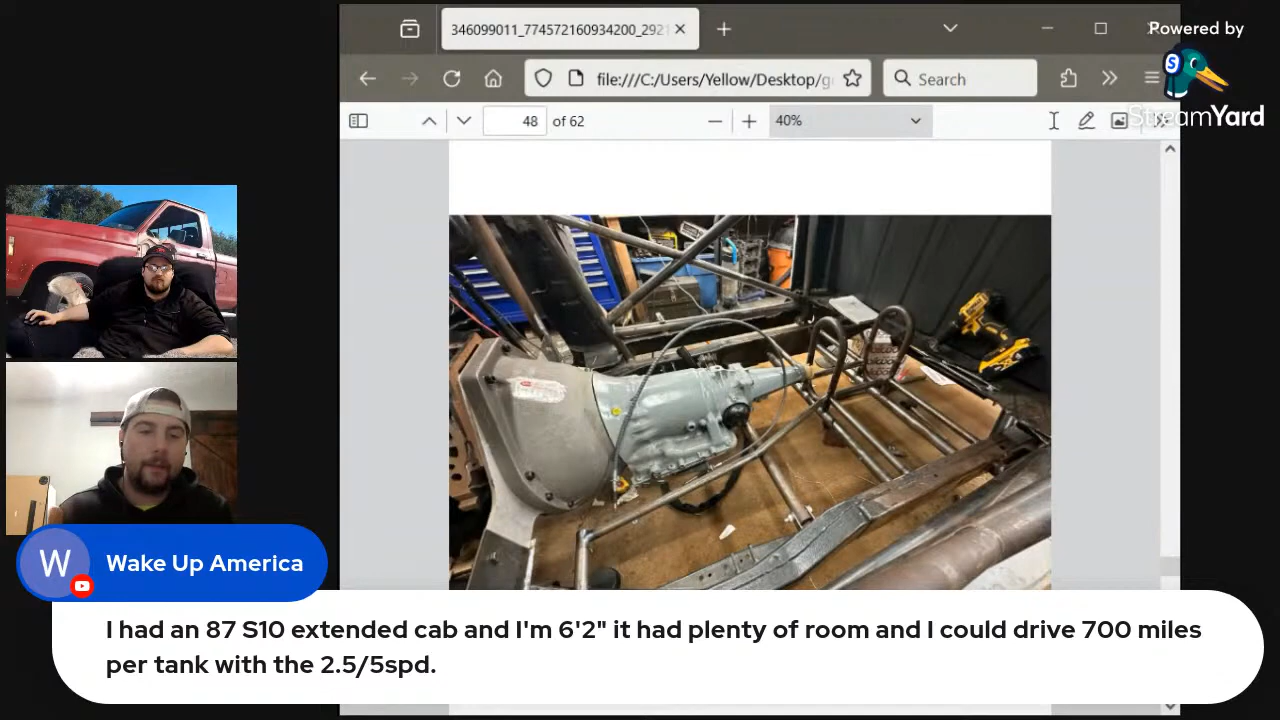 346099011_774572160934200_292
Powered by
file:///C:/Users/Yellow/Desktop/g
Search
StreamYard
48 of 62
40%
S
W
Wake Up America
I had an 87 S10 extended cab and I'm 6'2" it had plenty of room and I could drive 700 miles
per tank with the 2.5/5spd.